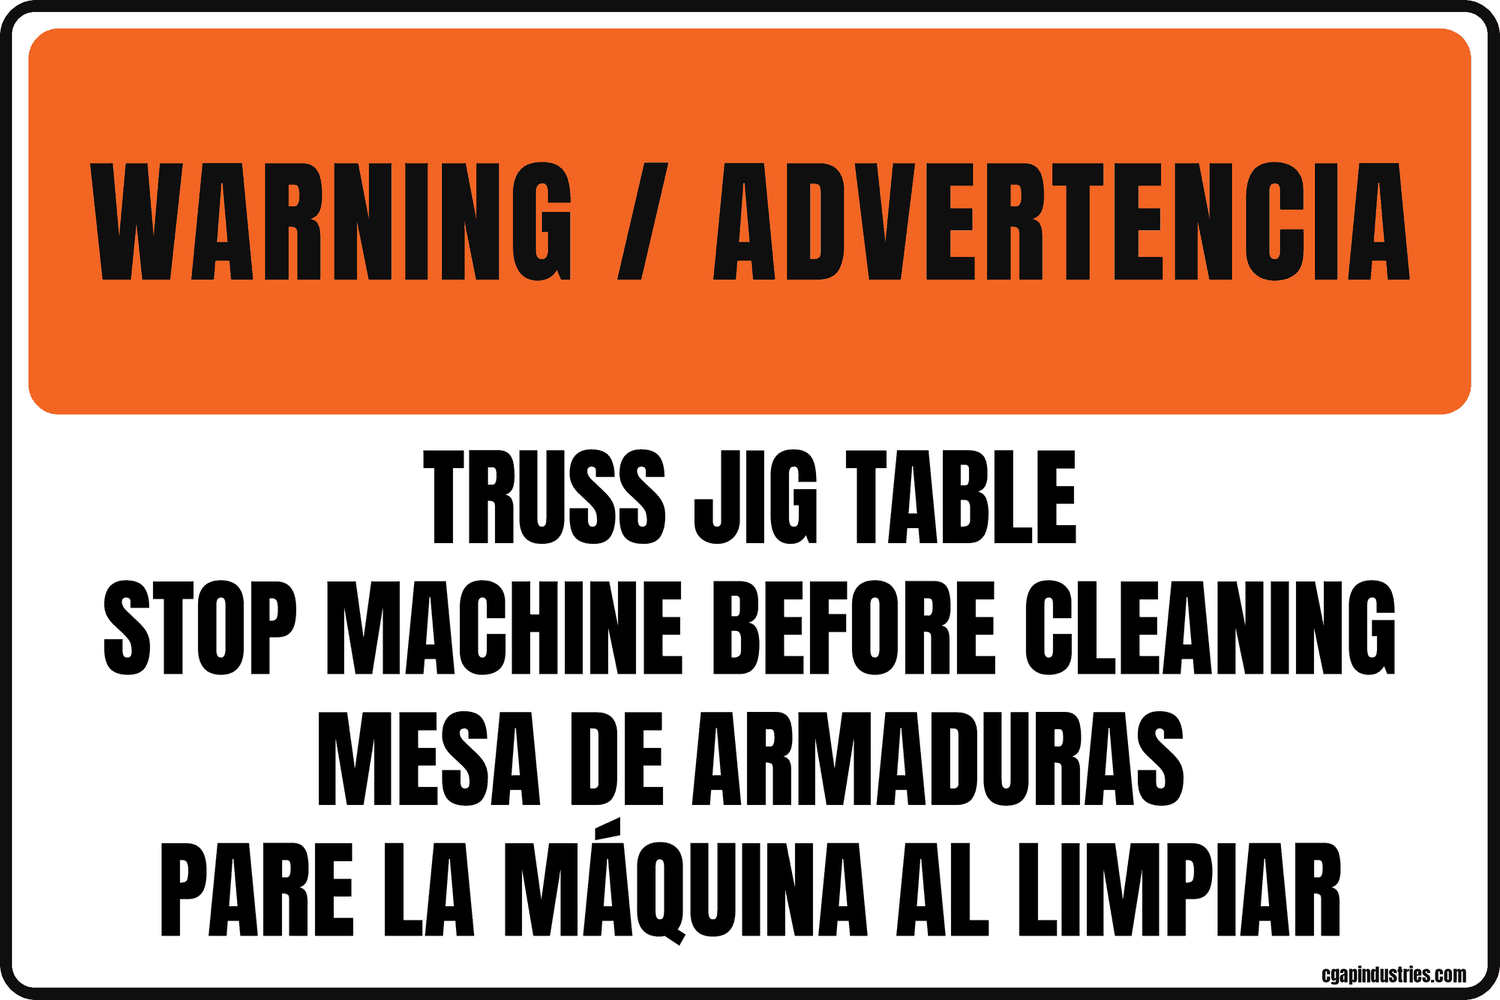 WARNING / ADVERTENCIA
TRUSS JIG TABLE
STOP MACHINE BEFORE CLEANING
MESA DE ARMADURAS
PARE LA MÁQUINA AL LIMPIAR
cgapindustries.com